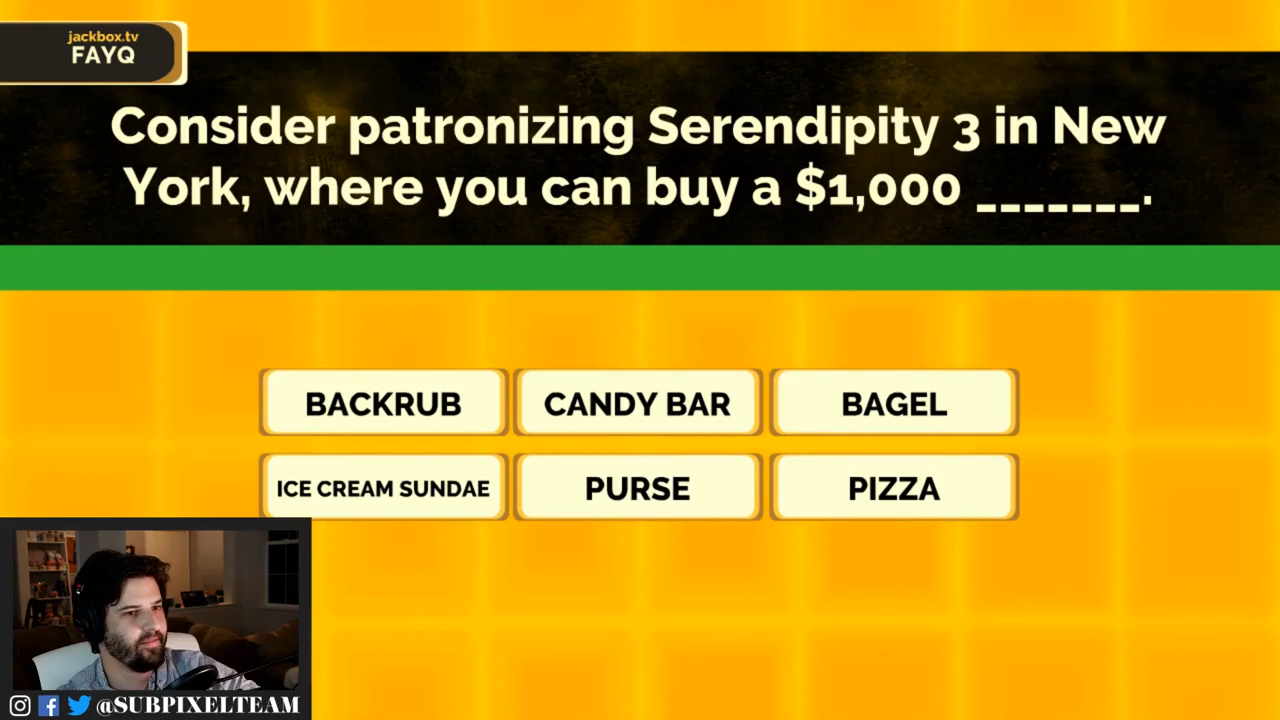 jackbox.tv
FAYQ
Consider patronizing Serendipity 3 in New
York, where you can buy a $1,000 _______.
BACKRUB
CANDY BAR
BAGEL
ICE CREAM SUNDAE
PURSE
PIZZA
@SUBPIXELTEAM